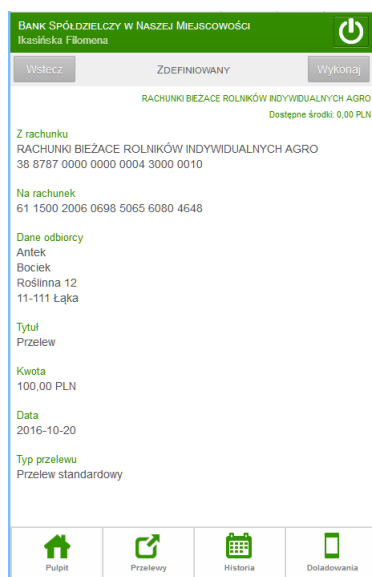 Bank Spółdzielczy w Naszej Miejscowości
Ikasińska Filomena
Wstecz
Zdefiniowany
Wykonaj
RACHUNKI BIEŻACE ROLNIKÓW INDYWIDUALNYCH AGRO
Dostępne środki: 0,00 PLN
Z rachunku
RACHUNKI BIEŻACE ROLNIKÓW INDYWIDUALNYCH AGRO
38 8787 0000 0000 0004 3000 0010
Na rachunek
61 1500 2006 0698 5065 6080 4648
Dane odbiorcy
Antek
Bociek
Roślinna 12
11-111 Łąka
Tytuł
Przelew
Kwota
100,00 PLN
Data
2016-10-20
Typ przelewu
Przelew standardowy
Pulpit
Przelewy
Historia
Doładowania